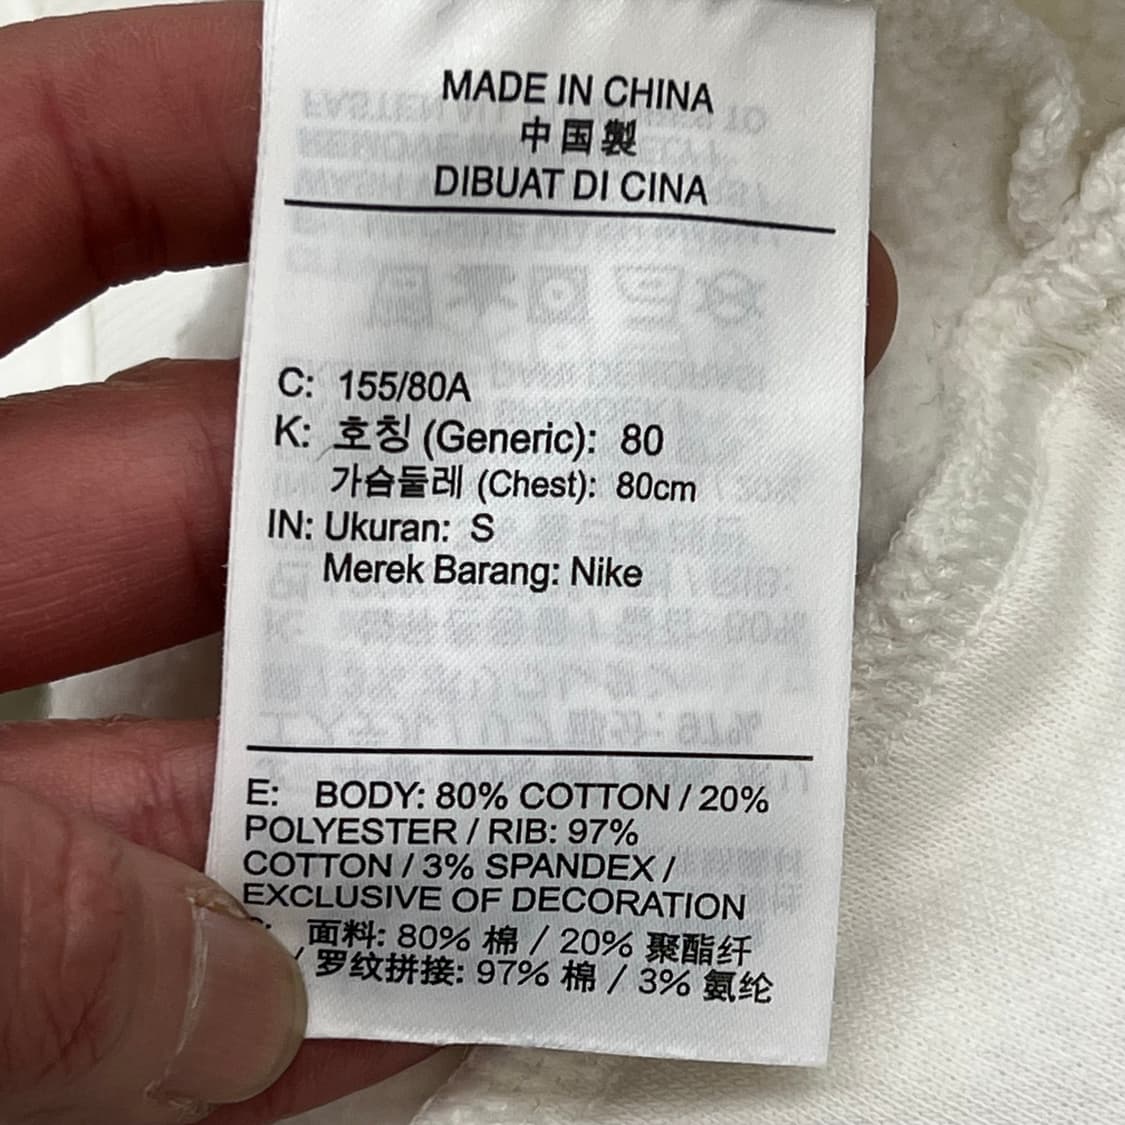 MADE IN CHINA
中国製
DIBUAT DI CINA
C: 155/80A
K: 호칭 (Generic): 80
가슴둘레 (Chest): 80cm
IN: Ukuran: S
Merek Barang: Nike
E: BODY: 80% COTTON / 20%
POLYESTER / RIB: 97%
COTTON / 3% SPANDEX /
EXCLUSIVE OF DECORATION
面料: 80% 棉 / 20% 聚酯纤
/ 罗纹拼接: 97% 棉 / 3% 氨纶